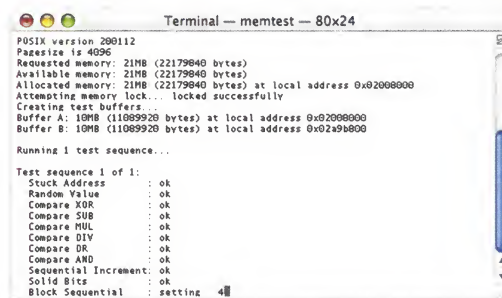 Terminal — memtest — 80x24
POSIX version 200112
Pagesize is 4096
Requested memory: 21MB (22179840 bytes)
Available memory: 21MB (22179840 bytes)
Allocated memory: 21MB (22179840 bytes) at local address 0x02008000
Attempting memory lock... locked successfully
Creating test buffers...
Buffer A: 10MB (11089920 bytes) at local address 0x02008000
Buffer B: 10MB (11089920 bytes) at local address 0x02a9b800
Running 1 test sequence...
Test sequence 1 of 1:
Stuck Address : ok
Random Value : ok
Compare XOR : ok
Compare SUB : ok
Compare MUL : ok
Compare DIV : ok
Compare OR : ok
Compare AND : ok
Sequential Increment: ok
Solid Bits : ok
Block Sequential : setting 4